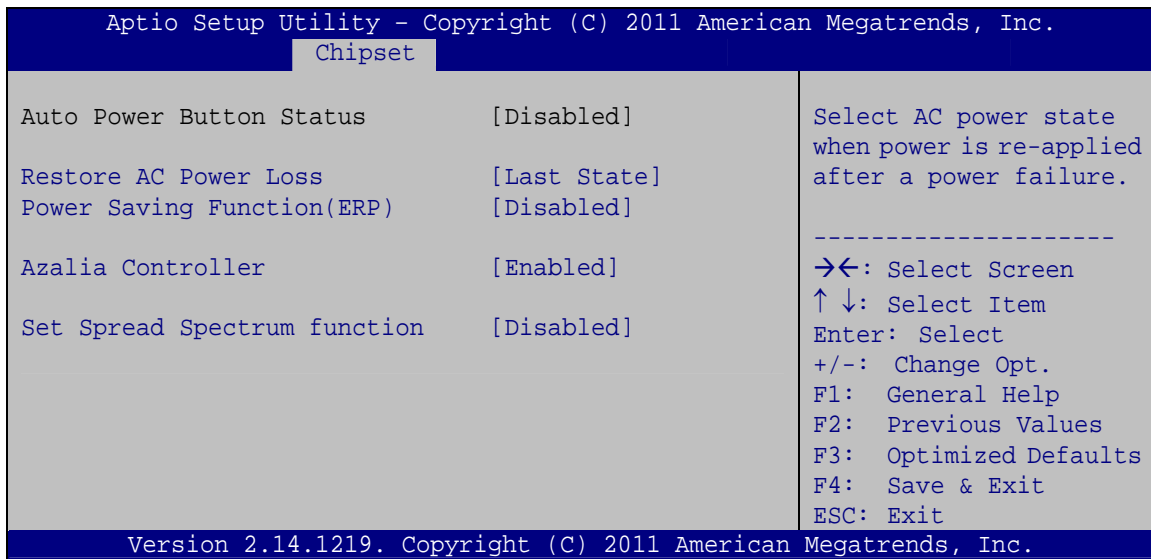 Aptio Setup Utility – Copyright (C) 2011 American Megatrends, Inc.
Chipset
Auto Power Button Status [Disabled]
Restore AC Power Loss [Last State]
Power Saving Function(ERP) [Disabled]
Azalia Controller [Enabled]
Set Spread Spectrum function [Disabled]
Select AC power state
when power is re-applied
after a power failure.
---------------------
→←: Select Screen
↑ ↓: Select Item
Enter: Select
+/-: Change Opt.
F1: General Help
F2: Previous Values
F3: Optimized Defaults
F4: Save & Exit
ESC: Exit
Version 2.14.1219. Copyright (C) 2011 American Megatrends, Inc.